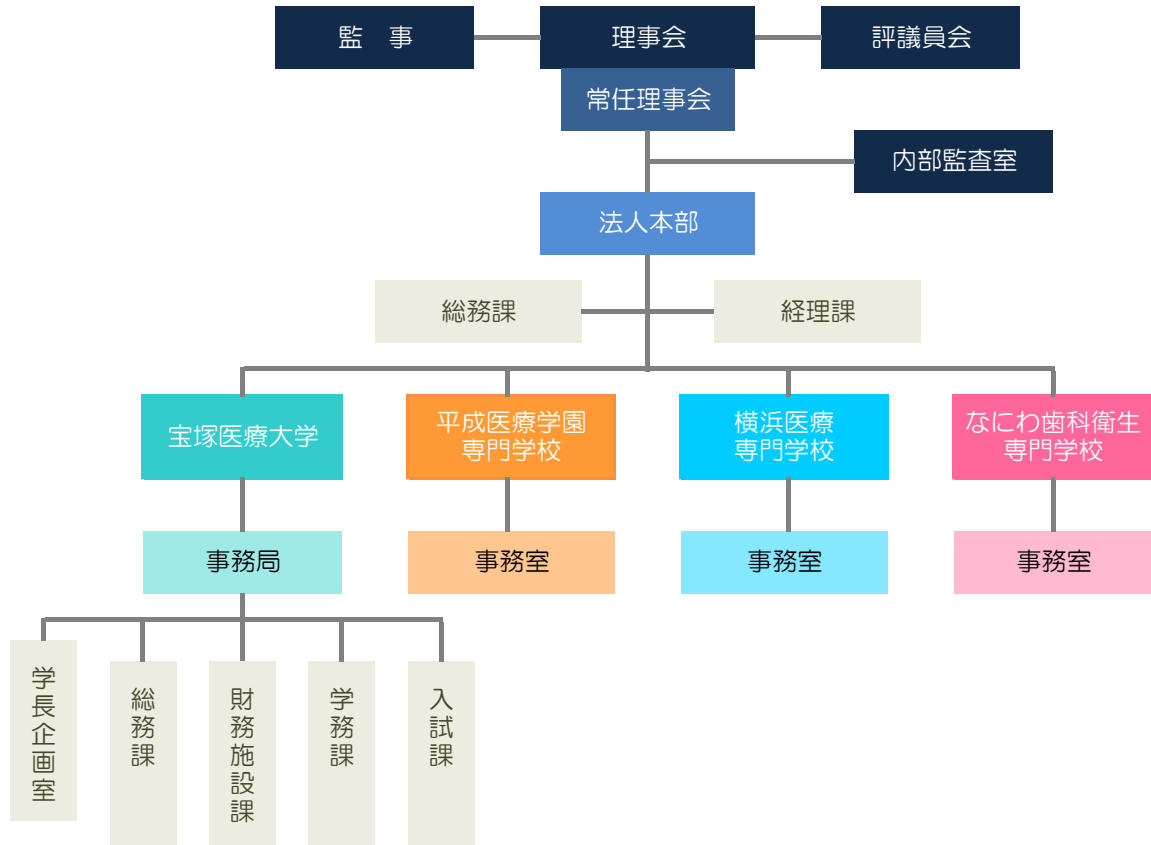 監　事
理事会
評議員会
常任理事会
内部監査室
法人本部
総務課
経理課
宝塚医療大学
平成医療学園
専門学校
横浜医療
専門学校
なにわ歯科衛生
専門学校
事務局
事務室
事務室
事務室
学長企画室
総務課
財務施設課
学務課
入試課